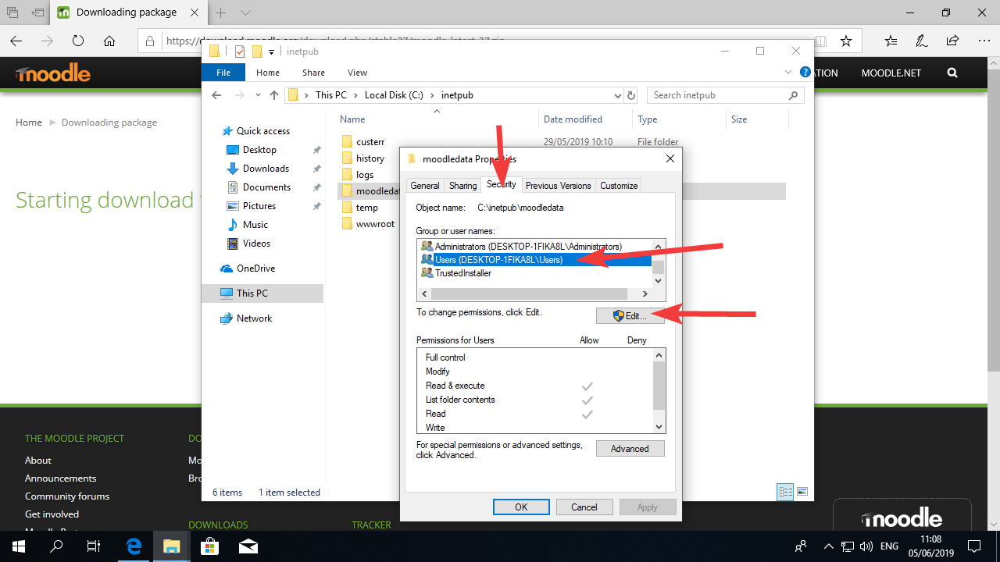 Downloading package
https://download.moodle.org/download.php/stable37/moodle-latest-37.zip
inetpub
File
Home
Share
View
moodle
MOODLE.NET
This PC
Local Disk (C:)
inetpub
Search inetpub
Home
Downloading package
Name
Date modified
Type
Size
Quick access
Desktop
Downloads
Documents
Pictures
Music
Videos
OneDrive
This PC
Network
custerr
29/05/2019 10:10
File folder
history
logs
temp
wwwroot
Starting download
moodledata Properties
General
Sharing
Security
Previous Versions
Customize
Object name:
C:\inetpub\moodledata
Group or user names:
Administrators (DESKTOP-1FIKA8L\Administrators)
Users (DESKTOP-1FIKA8L\Users)
TrustedInstaller
To change permissions, click Edit.
Edit...
Permissions for Users
Allow
Deny
Full control
Modify
Read & execute
List folder contents
Read
Write
For special permissions or advanced settings,
click Advanced.
Advanced
OK
Cancel
Apply
6 items
1 item selected
THE MOODLE PROJECT
About
Announcements
Community forums
Get involved
DOWNLOADS
TRACKER
moodle
ENG
11:08
05/06/2019